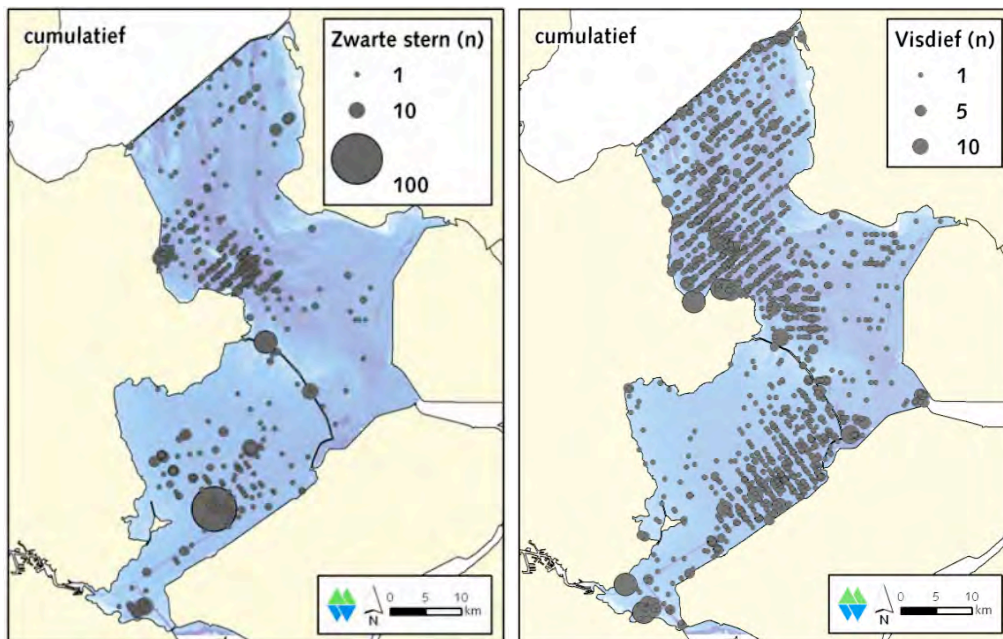 cumulatief
Zwarte stern (n)
1
10
100
N
0 5 10
km
cumulatief
Visdief (n)
1
5
10
N
0 5 10
km